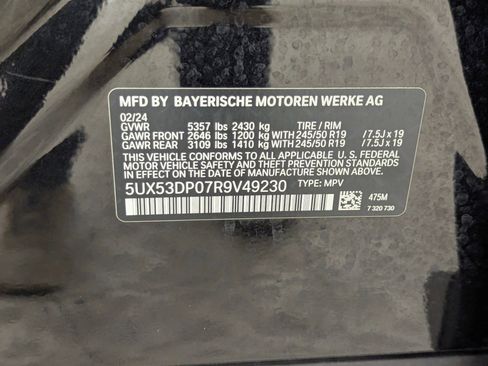 MFD BY BAYERISCHE MOTOREN WERKE AG
02/24
GVWR 5357 lbs 2430 kg TIRE / RIM
GAWR FRONT 2646 lbs 1200 kg WITH 245/50 R19 / 7.5J x 19
GAWR REAR 3109 lbs 1410 kg WITH 245/50 R19 / 7.5J x 19
THIS VEHICLE CONFORMS TO ALL APPLICABLE U. S. FEDERAL
MOTOR VEHICLE SAFETY AND THEFT PREVENTION STANDARDS
IN EFFECT ON THE DATE OF MANUFACTURE SHOWN ABOVE.
5UX53DP07R9V49230 TYPE: MPV
475M
7 320 730